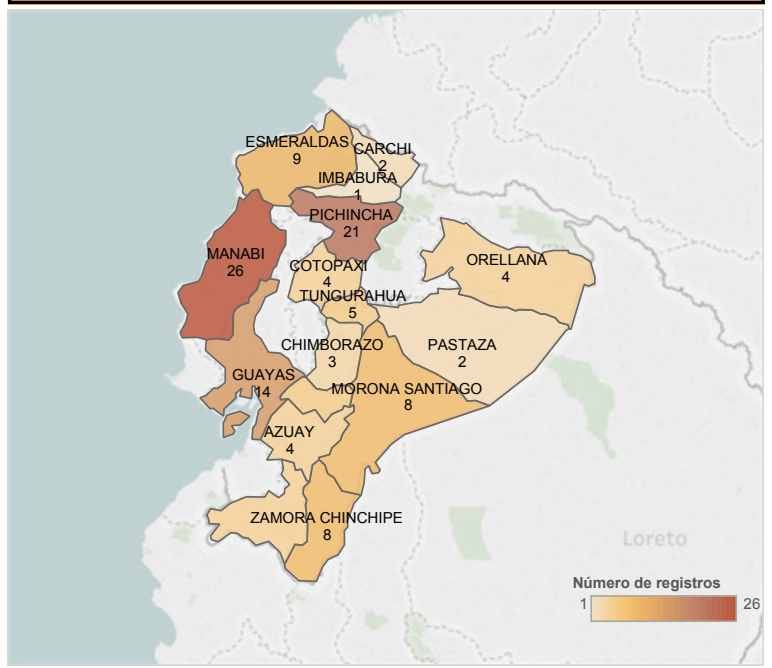 ESMERALDAS
9
CARCHI
2
IMBABURA
1
PICHINCHA
21
MANABI
26
COTOPAXI
4
ORELLANA
4
TUNGURAHUA
5
CHIMBORAZO
3
PASTAZA
2
GUAYAS
14
MORONA SANTIAGO
8
AZUAY
4
ZAMORA CHINCHIPE
8
Loreto
Número de registros
1 26